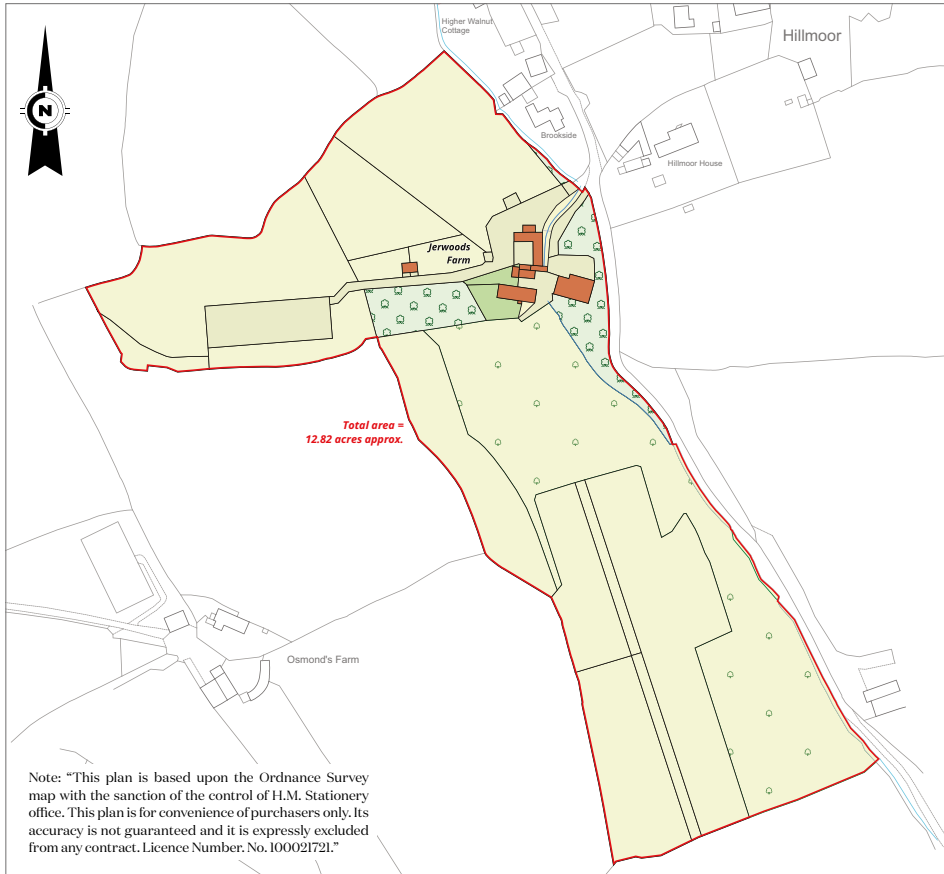 Higher Walnut
Cottage
Hillmoor
N
Brookside
Hillmoor House
Jerwoods
Farm
Total area =
12.82 acres approx.
Osmond's Farm
Note: “This plan is based upon the Ordnance Survey
map with the sanction of the control of H.M. Stationery
office. This plan is for convenience of purchasers only. Its
accuracy is not guaranteed and it is expressly excluded
from any contract. Licence Number. No. 100021721.”